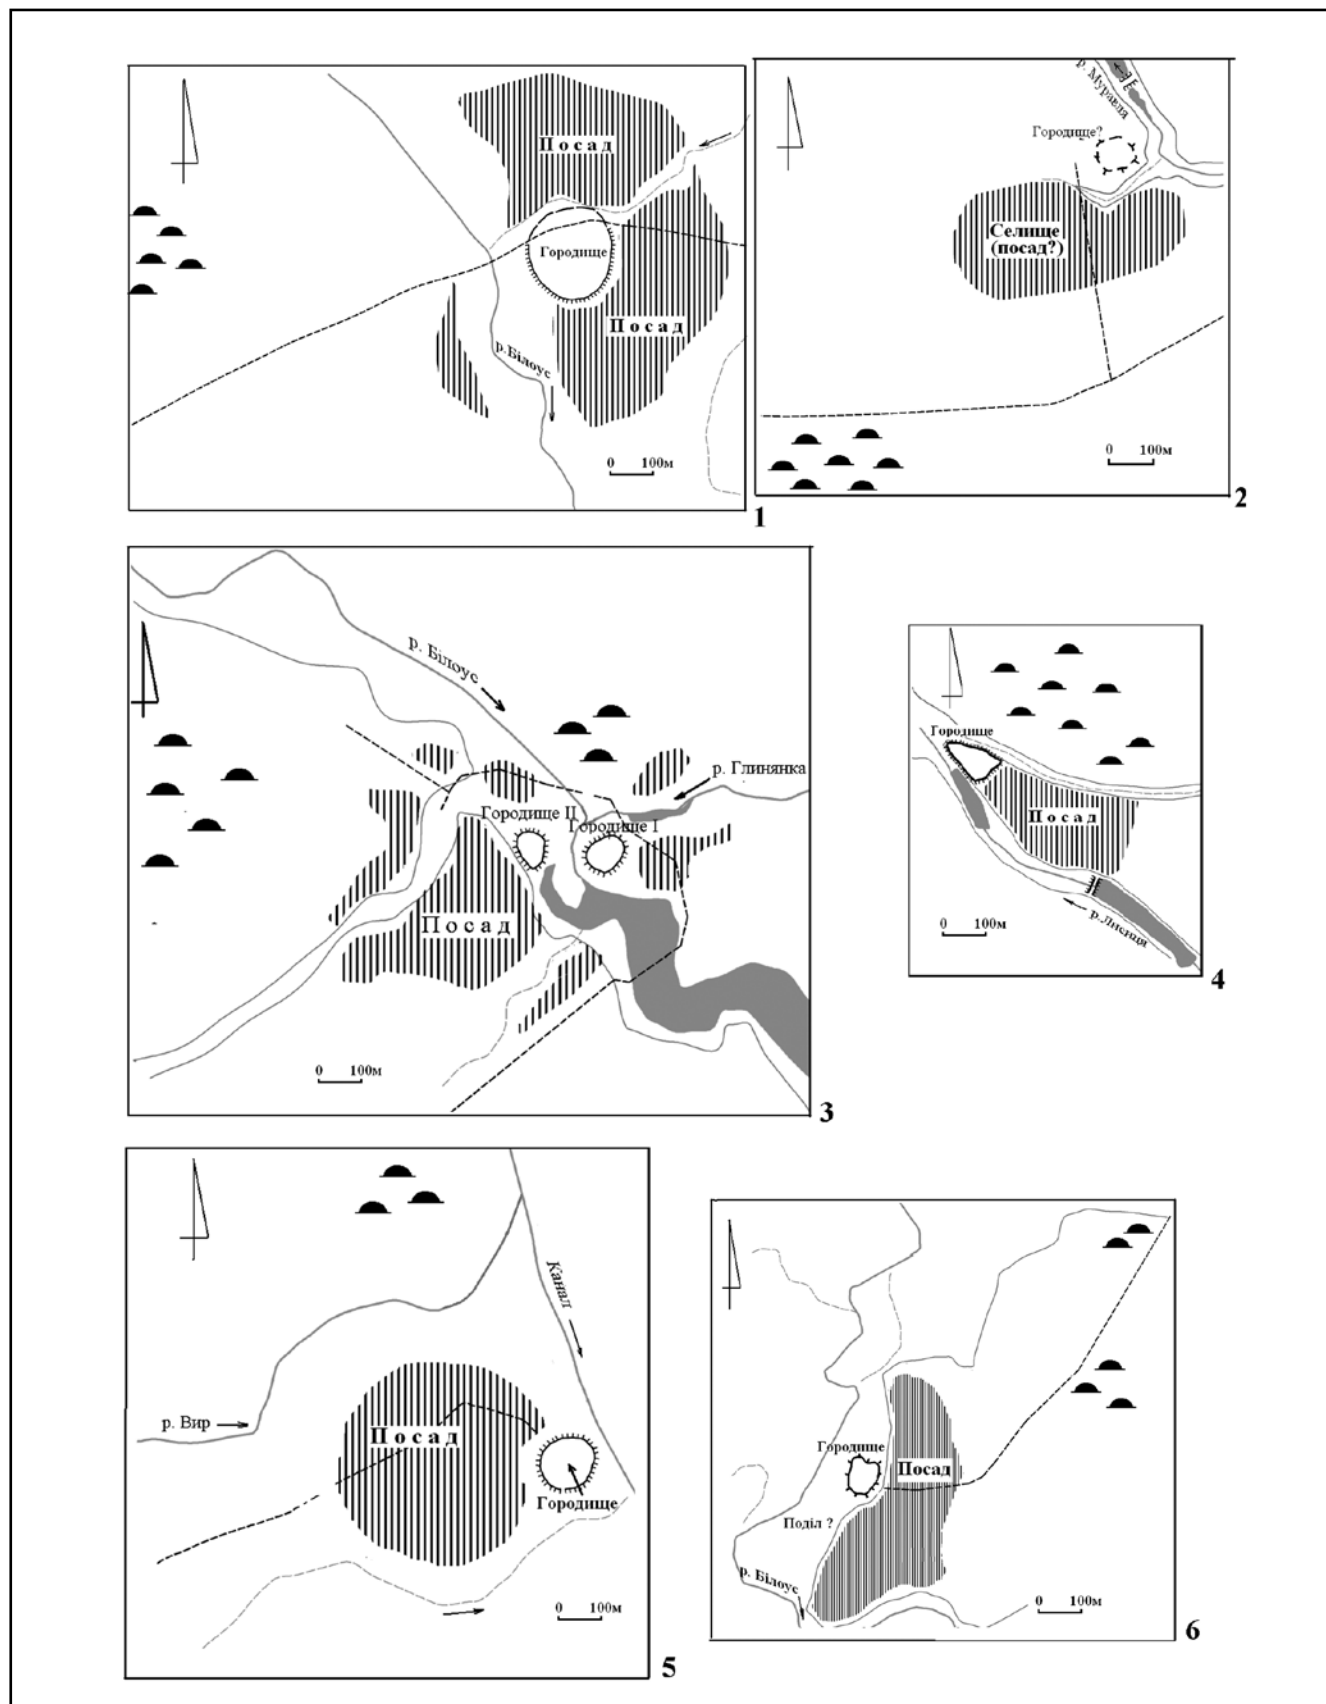 Посад
Городище
Посад
р.Білоус
0 100м
1
р. Муравля
Городище?
Селище
(посад?)
0 100м
2
р. Білоус
р. Глинянка
Городище II
Городище I
Посад
0 100м
3
Городище
Посад
р.Лисиця
0 100м
4
Канал
р. Вир
Посад
Городище
0 100м
5
Городище
Посад
Поділ ?
р. Білоус
0 100м
6